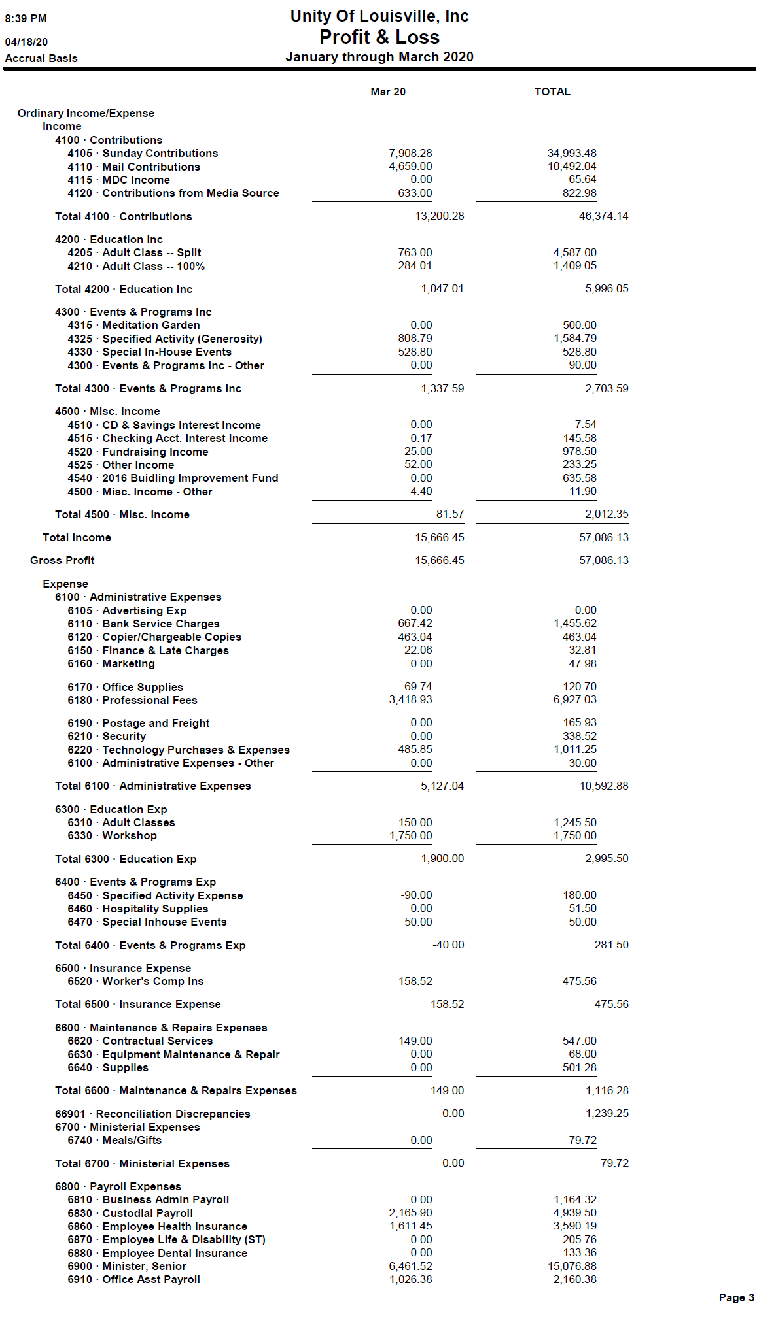 8:39 PM
Unity Of Louisville, Inc
04/18/20
Profit & Loss
Accrual Basis
January through March 2020
Mar 20 TOTAL
Ordinary Income/Expense
Income
4100 · Contributions
4105 · Sunday Contributions 7,908.28 34,993.48
4110 · Mail Contributions 4,659.00 10,492.04
4115 · MDC Income 0.00 65.64
4120 · Contributions from Media Source 633.00 822.98
Total 4100 · Contributions 13,200.28 46,374.14
4200 · Education Inc
4205 · Adult Class -- Split 763.00 4,587.00
4210 · Adult Class -- 100% 284.01 1,409.05
Total 4200 · Education Inc 1,047.01 5,996.05
4300 · Events & Programs Inc
4315 · Meditation Garden 0.00 500.00
4325 · Specified Activity (Generosity) 808.79 1,584.79
4330 · Special In-House Events 528.80 528.80
4300 · Events & Programs Inc - Other 0.00 90.00
Total 4300 · Events & Programs Inc 1,337.59 2,703.59
4500 · Misc. Income
4510 · CD & Savings Interest Income 0.00 7.54
4515 · Checking Acct. Interest Income 0.17 145.58
4520 · Fundraising Income 25.00 978.50
4525 · Other Income 52.00 233.25
4540 · 2016 Buidling Improvement Fund 0.00 635.58
4500 · Misc. Income - Other 4.40 11.90
Total 4500 · Misc. Income 81.57 2,012.35
Total Income 15,666.45 57,086.13
Gross Profit 15,666.45 57,086.13
Expense
6100 · Administrative Expenses
6105 · Advertising Exp 0.00 0.00
6110 · Bank Service Charges 667.42 1,455.62
6120 · Copier/Chargeable Copies 463.04 463.04
6150 · Finance & Late Charges 22.06 32.81
6160 · Marketing 0.00 47.98
6170 · Office Supplies 69.74 120.70
6180 · Professional Fees 3,418.93 6,927.03
6190 · Postage and Freight 0.00 165.93
6210 · Security 0.00 338.52
6220 · Technology Purchases & Expenses 485.85 1,011.25
6100 · Administrative Expenses - Other 0.00 30.00
Total 6100 · Administrative Expenses 5,127.04 10,592.88
6300 · Education Exp
6310 · Adult Classes 150.00 1,245.50
6330 · Workshop 1,750.00 1,750.00
Total 6300 · Education Exp 1,900.00 2,995.50
6400 · Events & Programs Exp
6450 · Specified Activity Expense -90.00 180.00
6460 · Hospitality Supplies 0.00 51.50
6470 · Special Inhouse Events 50.00 50.00
Total 6400 · Events & Programs Exp -40.00 281.50
6500 · Insurance Expense
6520 · Worker's Comp Ins 158.52 475.56
Total 6500 · Insurance Expense 158.52 475.56
6600 · Maintenance & Repairs Expenses
6620 · Contractual Services 149.00 547.00
6630 · Equipment Maintenance & Repair 0.00 68.00
6640 · Supplies 0.00 501.28
Total 6600 · Maintenance & Repairs Expenses 149.00 1,116.28
66901 · Reconciliation Discrepancies 0.00 1,239.25
6700 · Ministerial Expenses
6740 · Meals/Gifts 0.00 79.72
Total 6700 · Ministerial Expenses 0.00 79.72
6800 · Payroll Expenses
6810 · Business Admin Payroll 0.00 1,164.32
6830 · Custodial Payroll 2,165.90 4,939.50
6860 · Employee Health Insurance 1,611.45 3,590.19
6870 · Employee Life & Disability (ST) 0.00 205.76
6880 · Employee Dental Insurance 0.00 133.36
6900 · Minister, Senior 6,461.52 15,076.88
6910 · Office Asst Payroll 1,026.38 2,160.38
Page 3